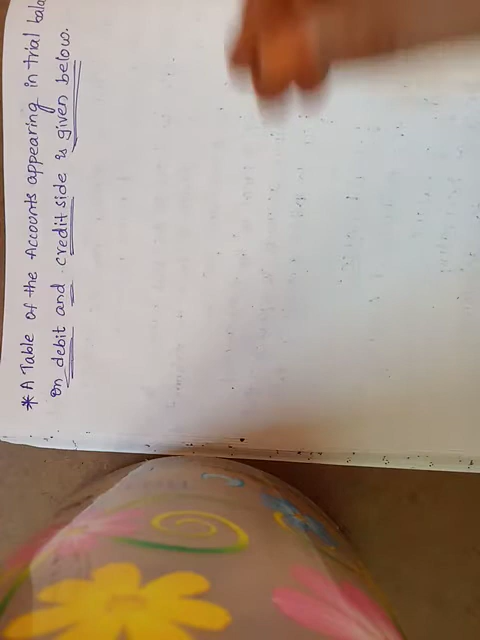 * A Table of the Accounts appearing in trial
on debit and credit side is given below.